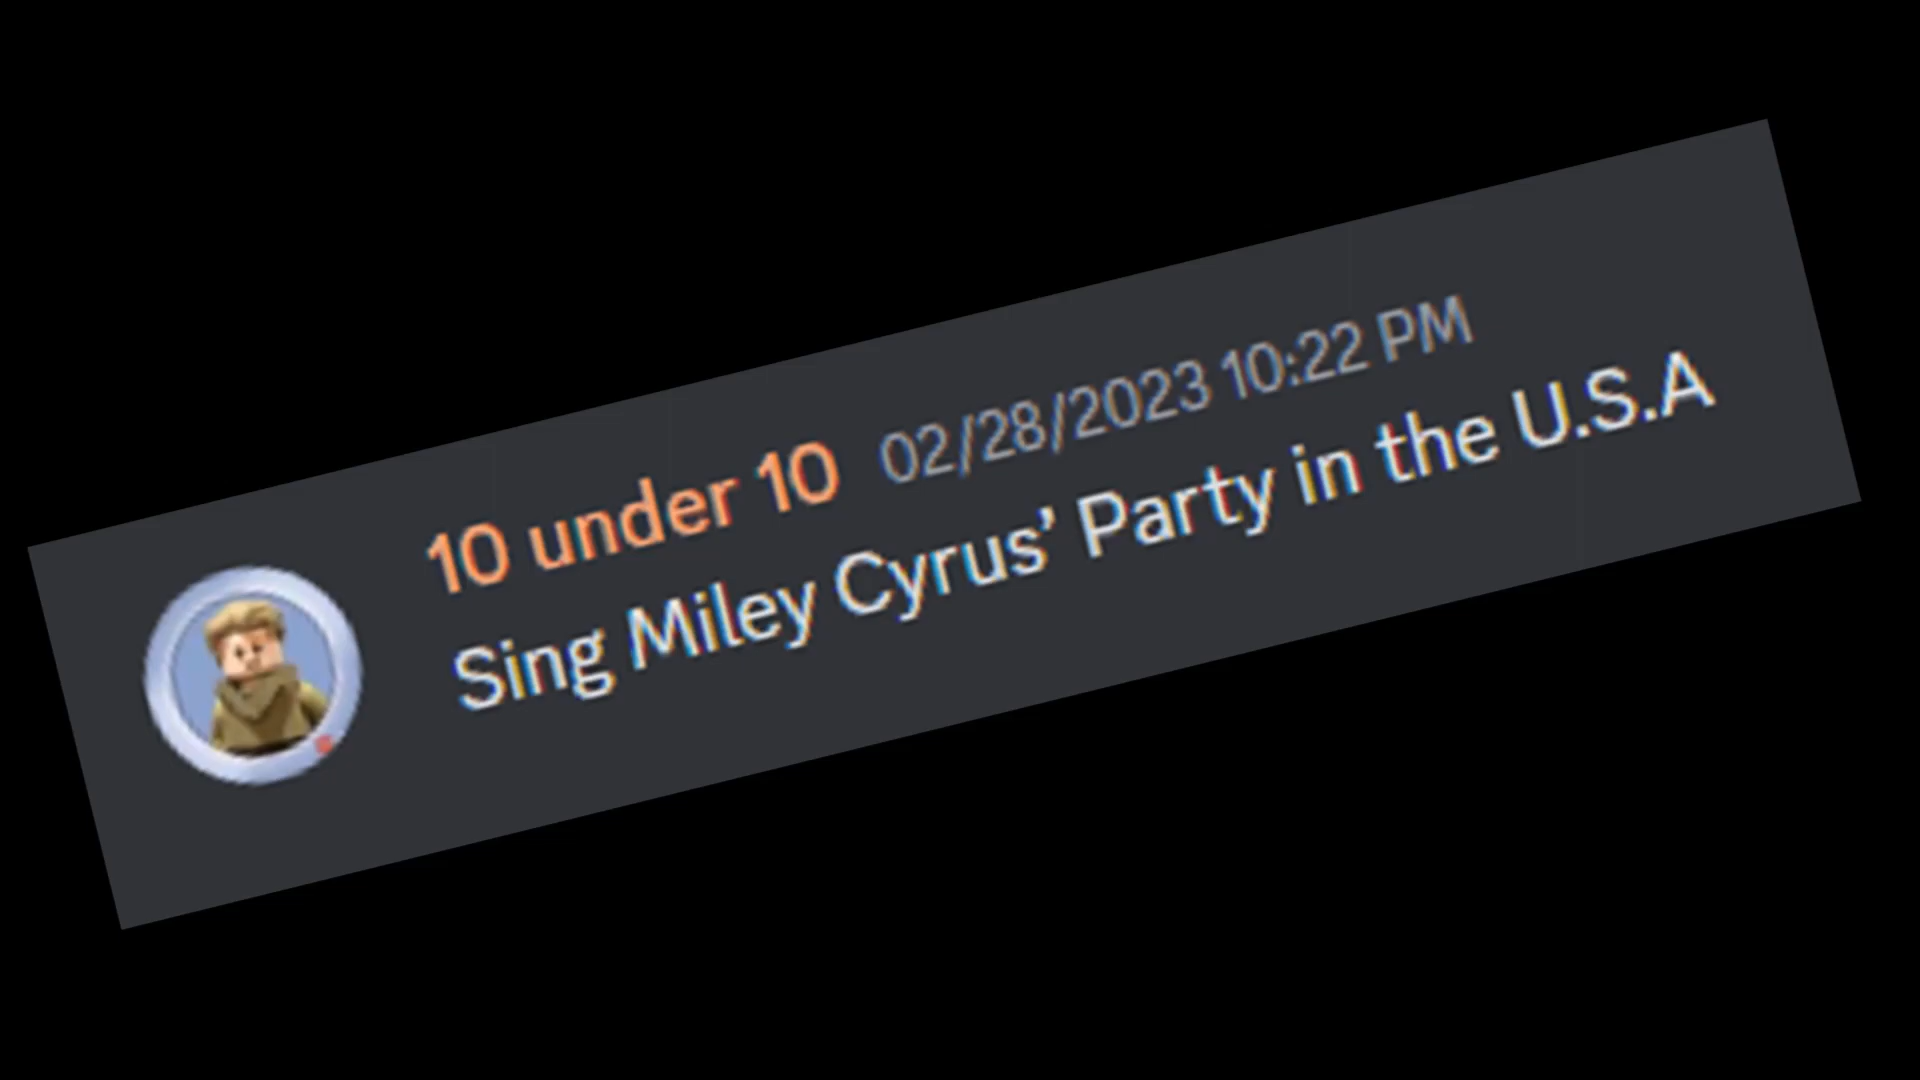 10 under 10 02/28/2023 10:22 PM
Sing Miley Cyrus’ Party in the U.S.A